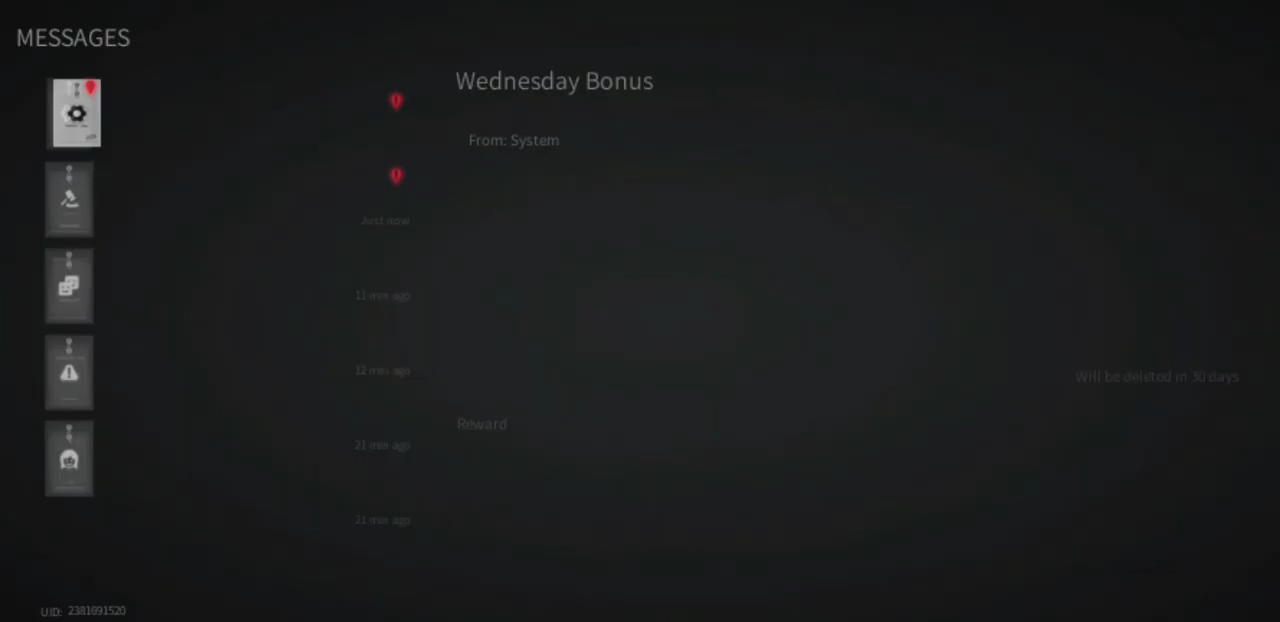 MESSAGES
Wednesday Bonus
From: System
Just now
11 min ago
12 min ago
Will be deleted in 30 days
Reward
21 min ago
21 min ago
UID: 2381091520